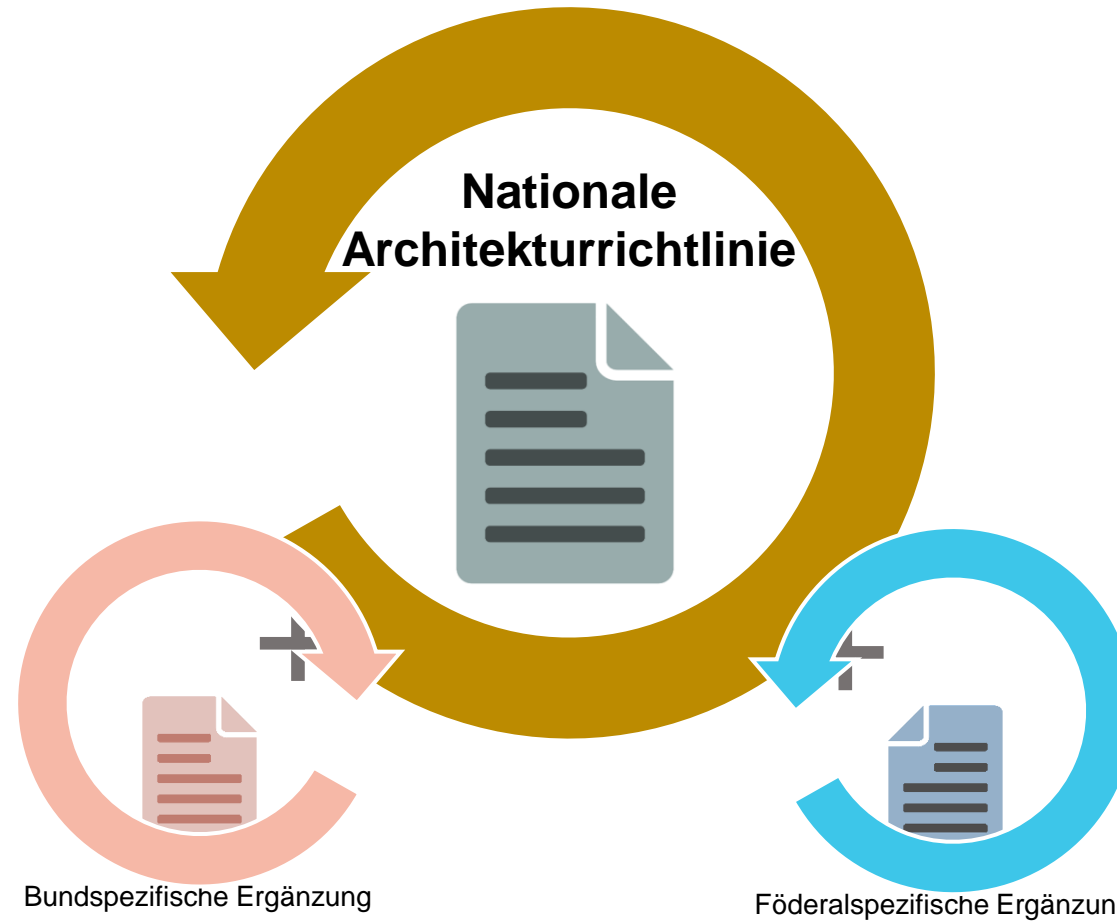 Nationale
Architekturrichtlinie
Bundspezifische Ergänzung
Föderalspezifische Ergänzun